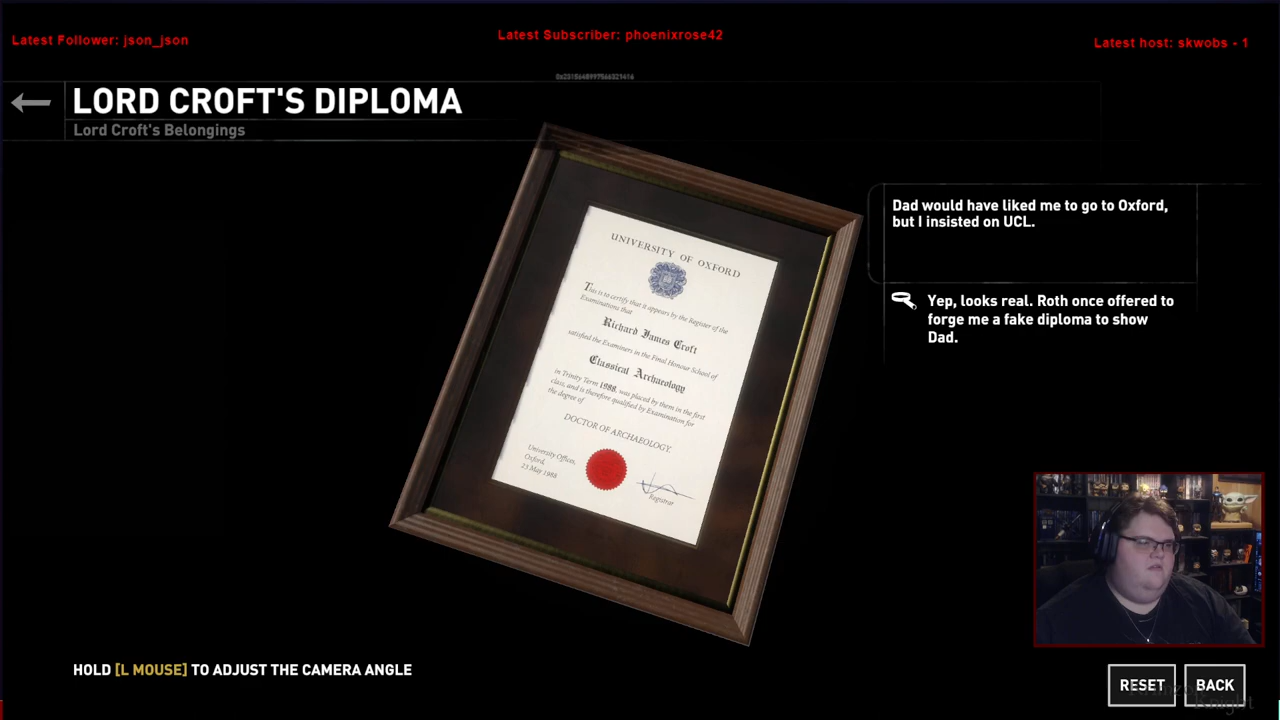 Latest Follower: json_json
Latest Subscriber: phoenixrose42
Latest host: skwobs - 1
LORD CROFT'S DIPLOMA
Lord Croft's Belongings
UNIVERSITY OF OXFORD
This is to certify that it appears by the Register of the
Examinations that
Richard James Croft
satisfied the Examiners in the Final Honour School of
Classical Archaeology
in Trinity Term 1988, was placed by them in the first
class, and is therefore qualified by Examination for
the degree of
DOCTOR OF ARCHAEOLOGY.
University Offices,
Oxford,
23 May 1988
Registrar
Dad would have liked me to go to Oxford,
but I insisted on UCL.
Yep, looks real. Roth once offered to
forge me a fake diploma to show
Dad.
HOLD [L MOUSE] TO ADJUST THE CAMERA ANGLE
RESET
BACK
Knight